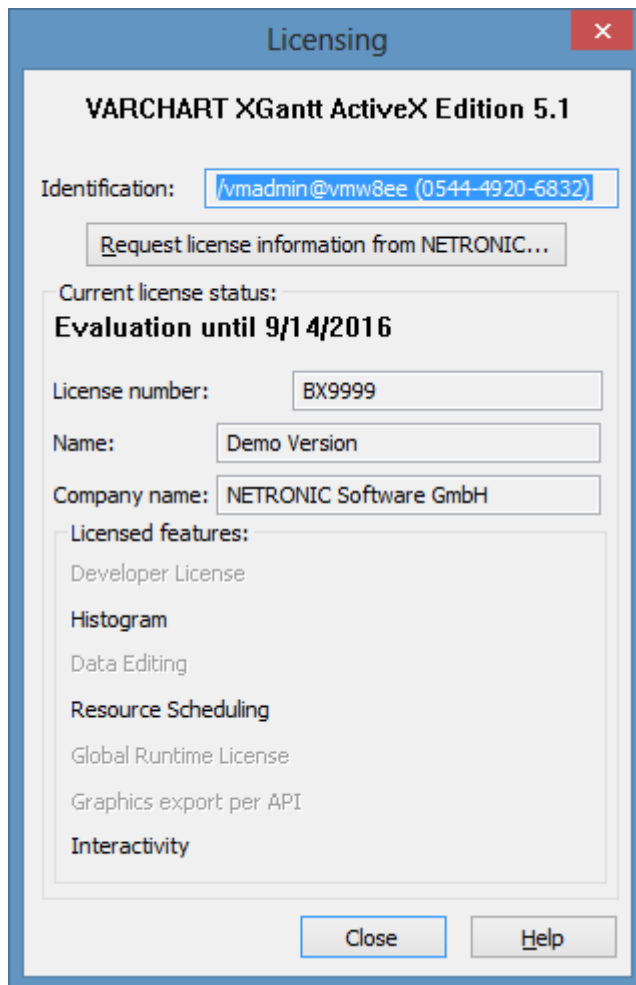 Licensing
VARCHART XGantt ActiveX Edition 5.1
Identification: /vmadmin@vmw8ee (0544-4920-6832)
Request license information from NETRONIC...
Current license status:
Evaluation until 9/14/2016
License number: BX9999
Name: Demo Version
Company name: NETRONIC Software GmbH
Licensed features:
Developer License
Histogram
Data Editing
Resource Scheduling
Global Runtime License
Graphics export per API
Interactivity
Close Help